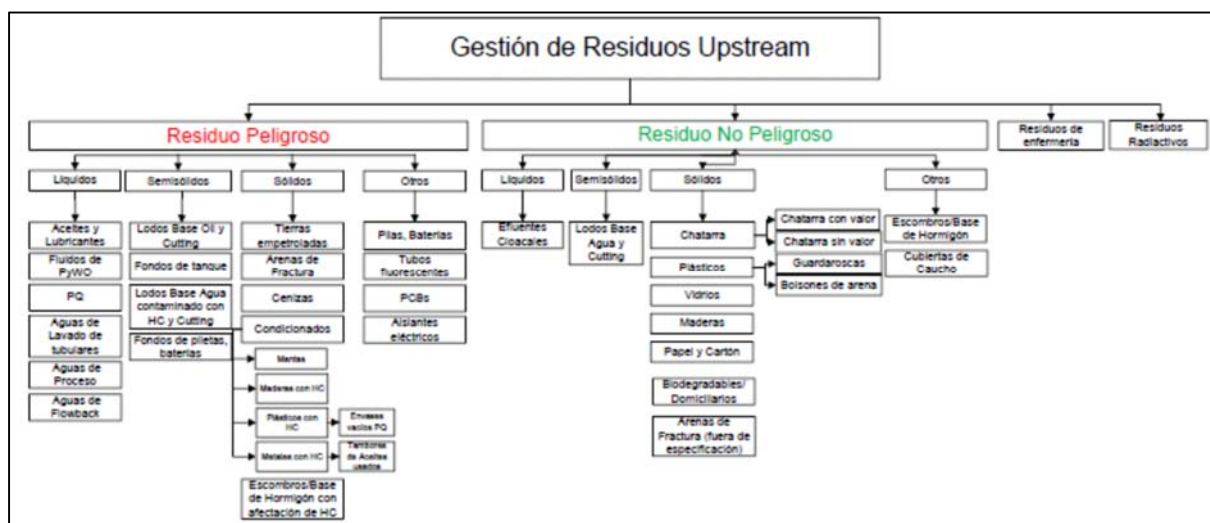 Gestión de Residuos Upstream
Residuo Peligroso
Residuo No Peligroso
Residuos de
enfermería
Residuos
Radiactivos
Líquidos
Semisólidos
Sólidos
Otros
Líquidos
Semisólidos
Sólidos
Otros
Aceites y
Lubricantes
Fluidos de
PyWO
PQ
Aguas de
Lavado de
tubulares
Aguas de
Proceso
Aguas de
Flowback
Lodos Base Oil y
Cutting
Fondos de tanque
Lodos Base Agua
contaminado con
HC y Cutting
Fondos de piletas,
baterías
Tierras
empetroladas
Arenas de
Fractura
Cenizas
Condicionados
Mantas
Maderas con HC
Plásticos con
HC
Envases
vacíos PQ
Metales con HC
Tambores
de Aceites
usados
Escombros/Base
de Hormigón con
afectación de HC
Pilas, Baterías
Tubos
fluorescentes
PCBs
Aislantes
eléctricos
Efluentes
Cloacales
Lodos Base
Agua y
Cutting
Chatarra
Chatarra con valor
Chatarra sin valor
Plásticos
Guardaroscas
Bolsones de arena
Vidrios
Maderas
Papel y Cartón
Biodegradables/
Domiciliarios
Arenas de
Fractura (fuera de
especificación)
Escombros/Base
de Hormigón
Cubiertas de
Caucho